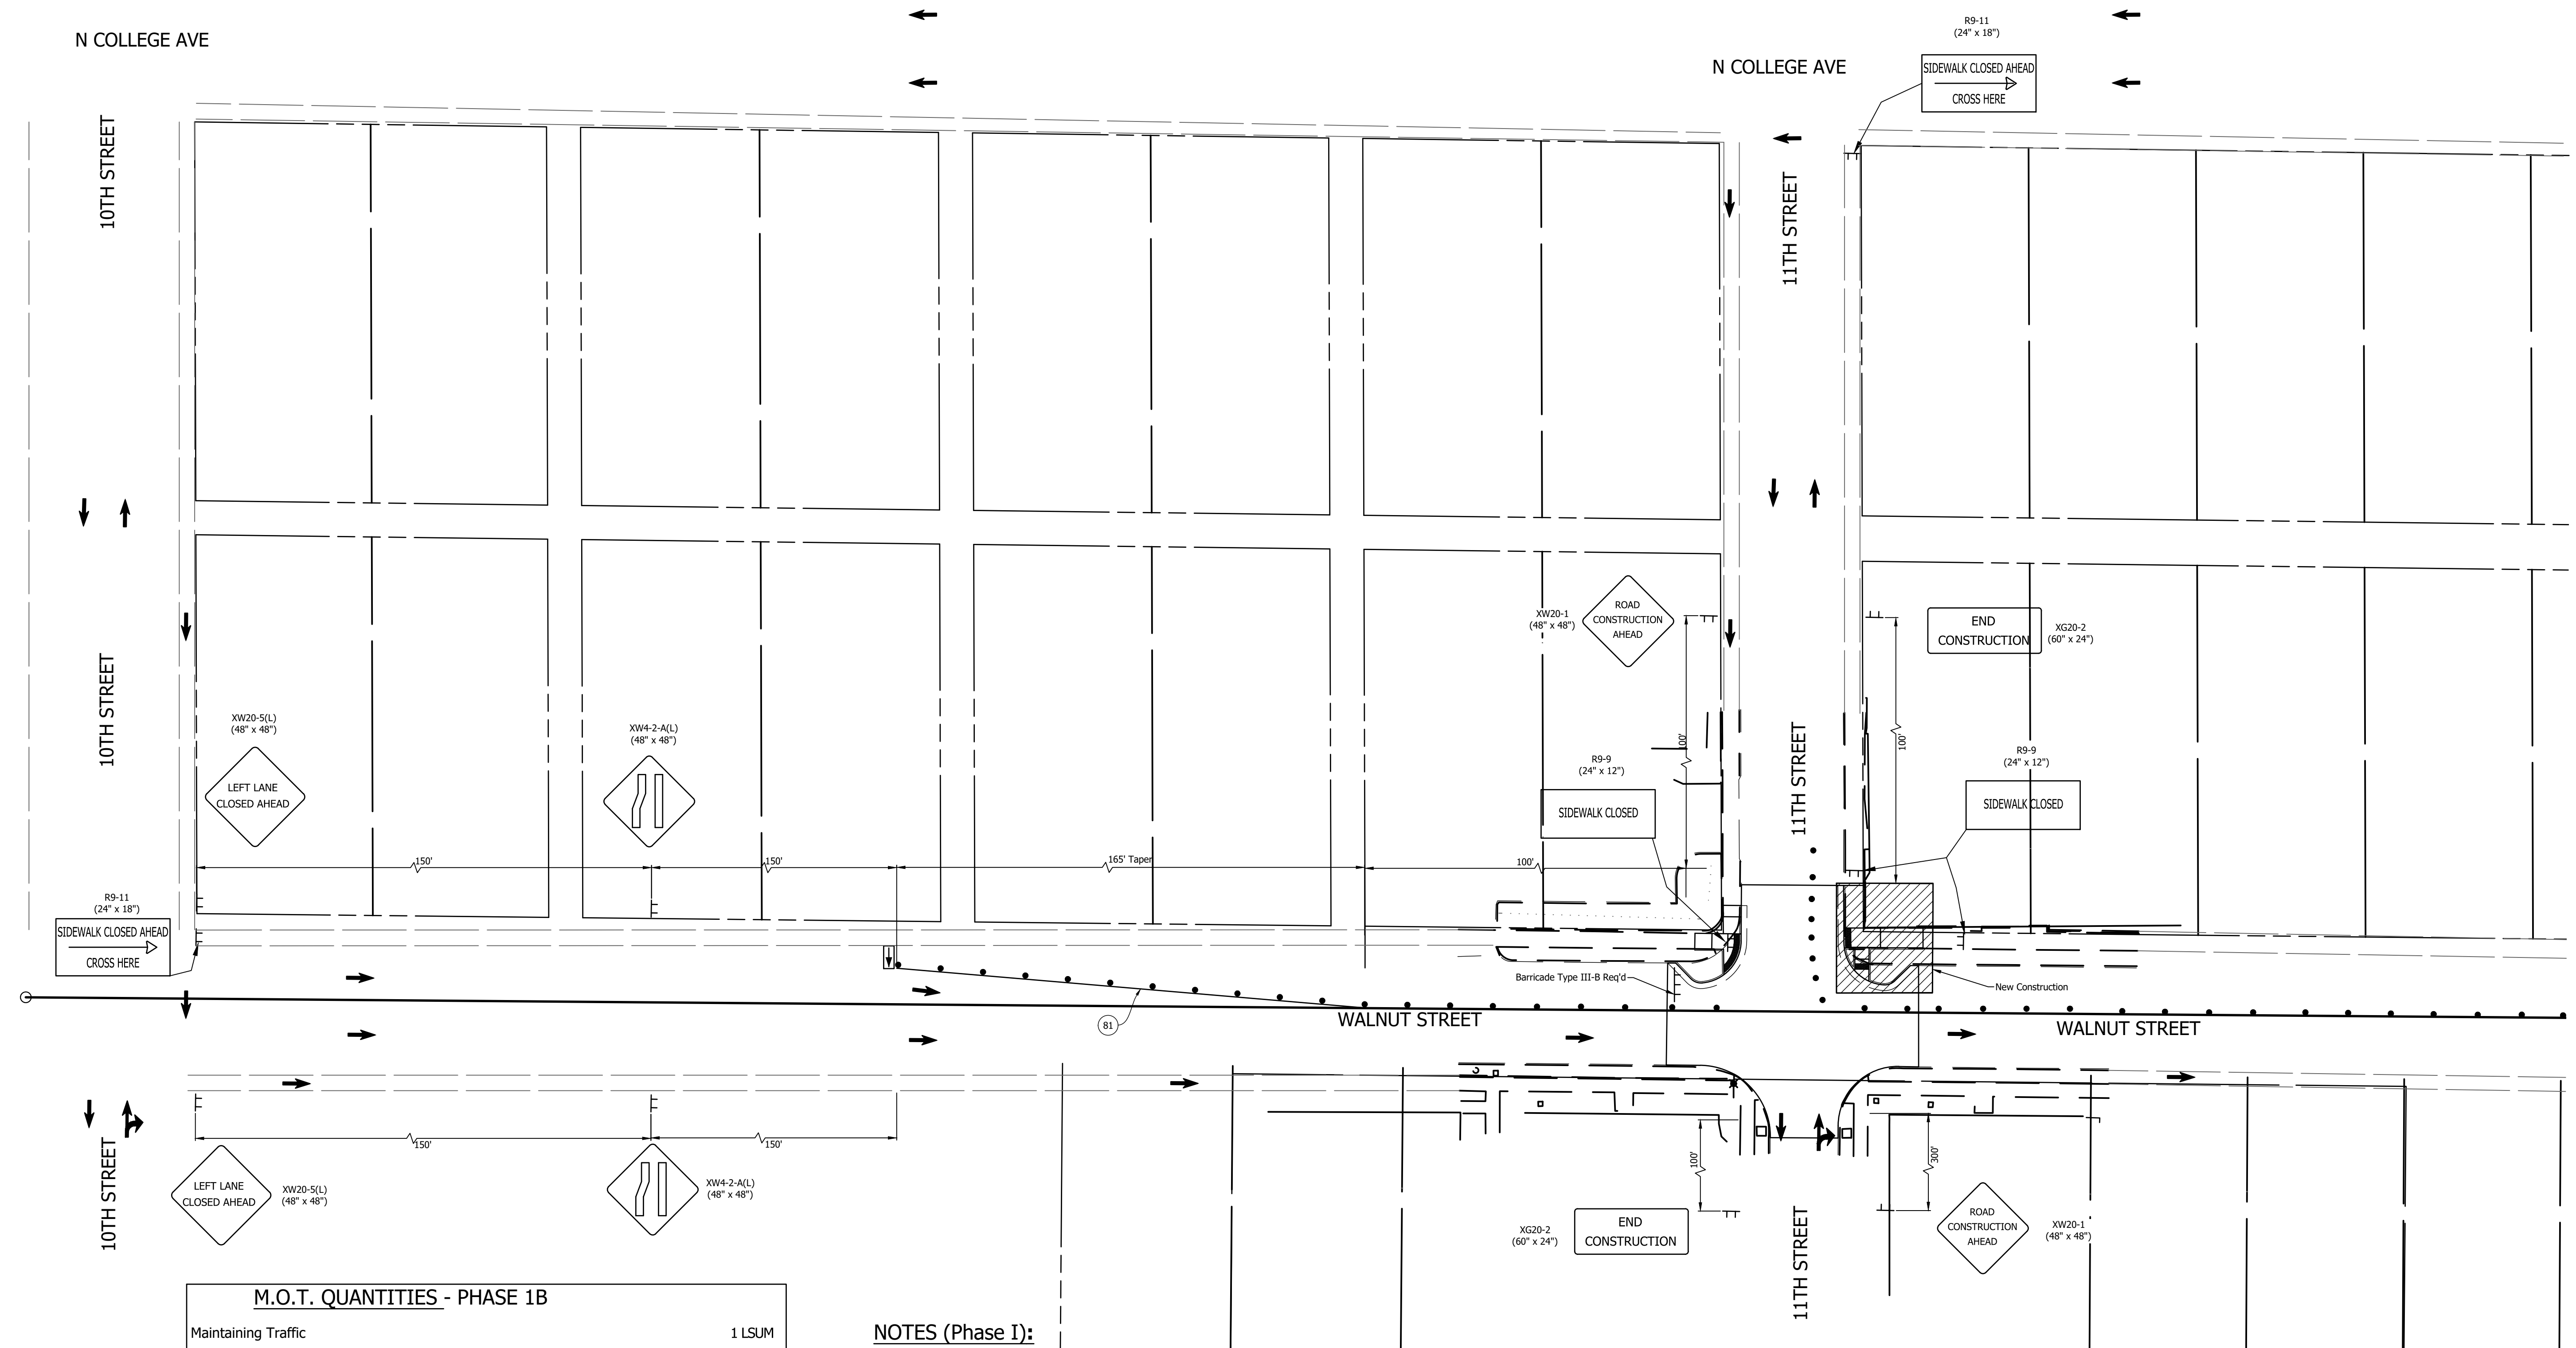 N COLLEGE AVE
N COLLEGE AVE
R9-11
(24" x 18")
SIDEWALK CLOSED AHEAD
CROSS HERE
10TH STREET
11TH STREET
XW20-1
(48" x 48")
ROAD
CONSTRUCTION
AHEAD
END
CONSTRUCTION
XG20-2
(60" x 24")
10TH STREET
XW20-5(L)
(48" x 48")
LEFT LANE
CLOSED AHEAD
XW4-2-A(L)
(48" x 48")
100'
R9-9
(24" x 12")
SIDEWALK CLOSED
11TH STREET
100'
R9-9
(24" x 12")
SIDEWALK CLOSED
150'
150'
165' Taper
100'
R9-11
(24" x 18")
SIDEWALK CLOSED AHEAD
CROSS HERE
Barricade Type III-B Req'd
New Construction
81
WALNUT STREET
WALNUT STREET
150'
150'
10TH STREET
LEFT LANE
CLOSED AHEAD
XW20-5(L)
(48" x 48")
XW4-2-A(L)
(48" x 48")
100'
300'
XG20-2
(60" x 24")
END
CONSTRUCTION
11TH STREET
ROAD
CONSTRUCTION
AHEAD
XW20-1
(48" x 48")
M.O.T. QUANTITIES - PHASE 1B
Maintaining Traffic 1 LSUM
NOTES (Phase I):